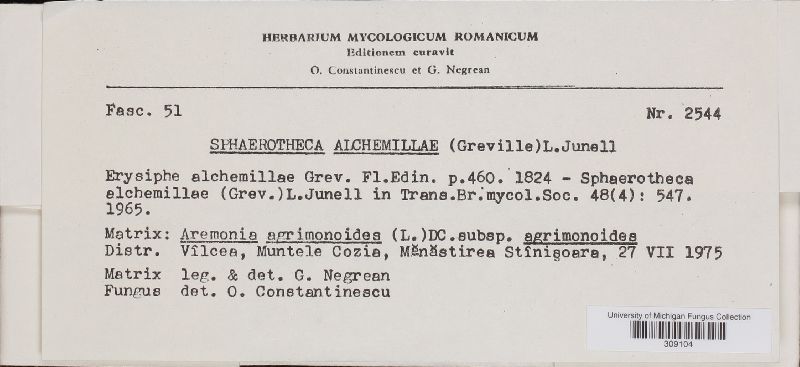 HERBARIUM MYCOLOGICUM ROMANICUM
Editionem curavit
O. Constantinescu et G. Negrean
Fasc. 51 Nr. 2544
SPHAEROTHECA ALCHEMILLAE (Greville)L.Junell
Erysiphe alchemillae Grev. Fl.Edin. p.460. 1824 - Sphaerotheca
alchemillae (Grev.)L.Junell in Trans.Br.mycol.Soc. 48(4): 547.
1965.
Matrix: Aremonia agrimonoides (L.)DC.subsp. agrimonoides
Distr. Vîlcea, Muntele Cozia, Mănăstirea Stînişoara, 27 VII 1975
Matrix leg. & det. G. Negrean
Fungus det. O. Constantinescu
University of Michigan Fungus Collection
309104